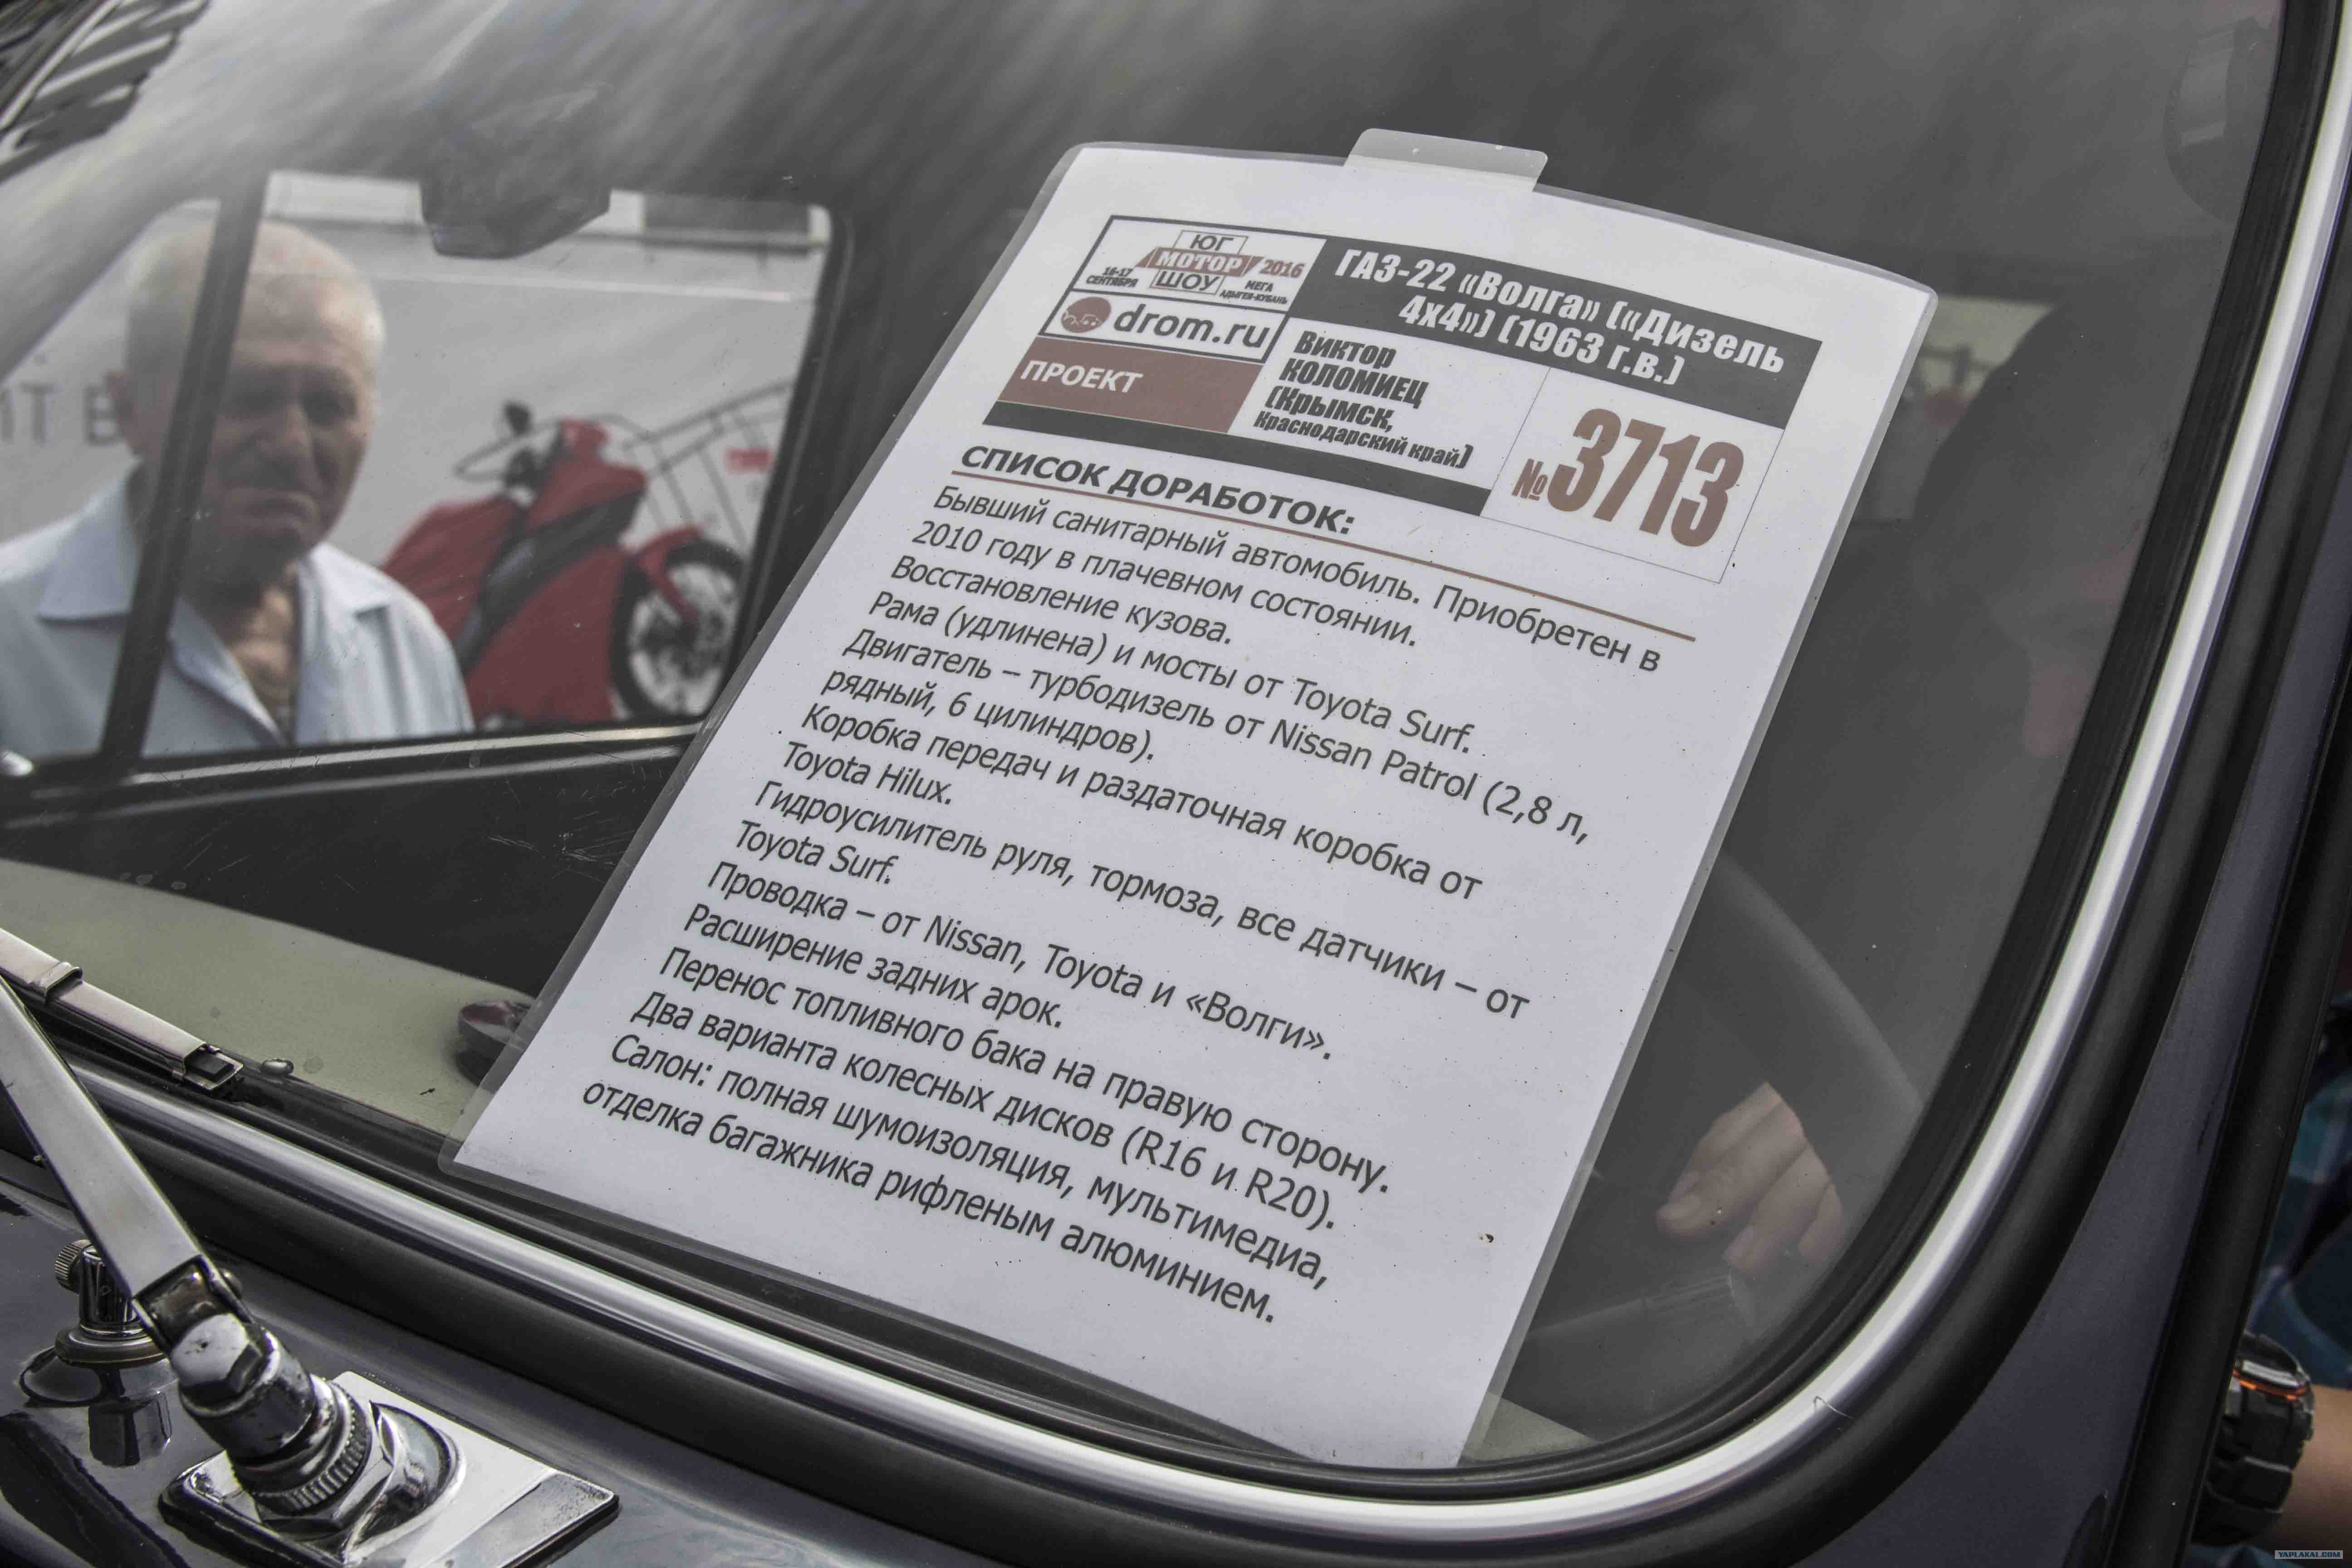 ЮГ
МОТОР 2016
16-17
СЕНТЯБРЯ
ШОУ
МЕГА
АДЫГЕЯ-КУБАНЬ
drom.ru
ПРОЕКТ
ГАЗ-22 «Волга» («Дизель
4х4») (1963 г.в.)
ВИКТОР
КОЛОМИЕЦ
(Крымск,
Краснодарский край)
№3713
СПИСОК ДОРАБОТОК:
Бывший санитарный автомобиль. Приобретен в
2010 году в плачевном состоянии.
Восстановление кузова.
Рама (удлинена) и мосты от Toyota Surf.
Двигатель – турбодизель от Nissan Patrol (2,8 л,
рядный, 6 цилиндров).
Коробка передач и раздаточная коробка от
Toyota Hilux.
Гидроусилитель руля, тормоза, все датчики – от
Toyota Surf.
Проводка – от Nissan, Toyota и «Волги».
Расширение задних арок.
Перенос топливного бака на правую сторону.
Два варианта колесных дисков (R16 и R20).
Салон: полная шумоизоляция, мультимедиа,
отделка багажника рифленым алюминием.
YAPLAKAL.COM